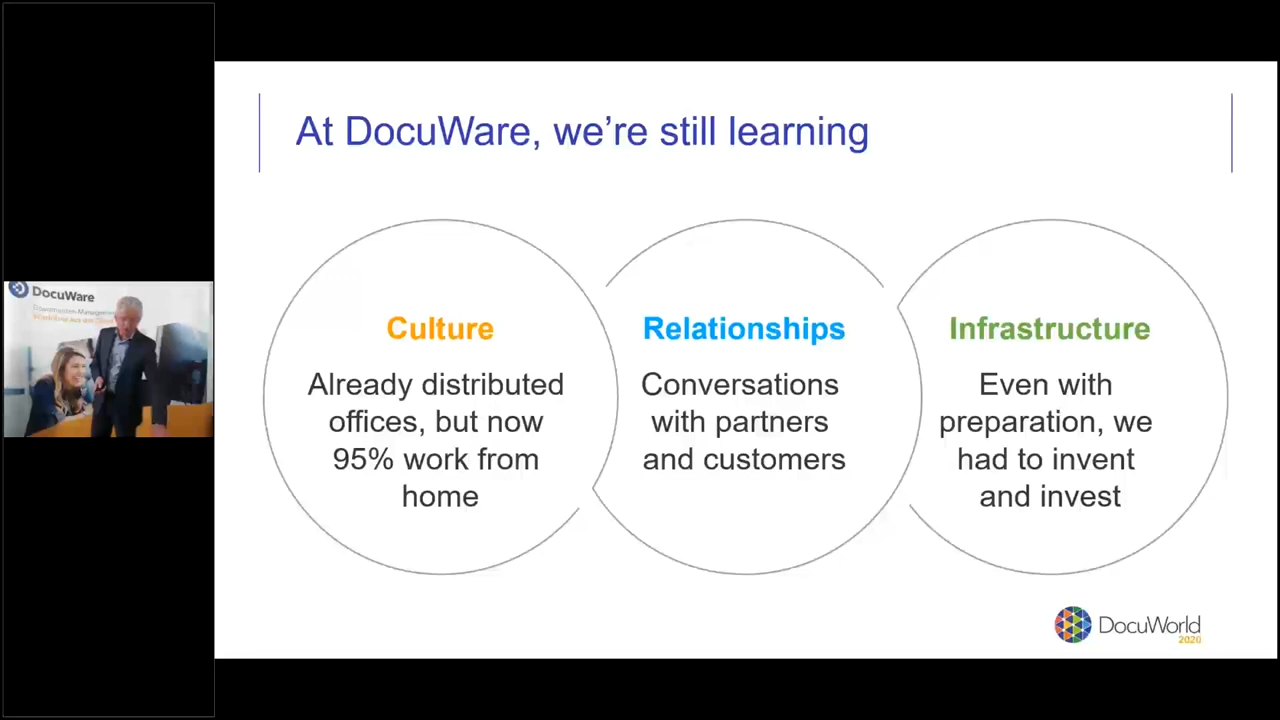 At DocuWare, we’re still learning
DocuWare
Culture
Already distributed
offices, but now
95% work from
home
Relationships
Conversations
with partners
and customers
Infrastructure
Even with
preparation, we
had to invent
and invest
DocuWorld
2020